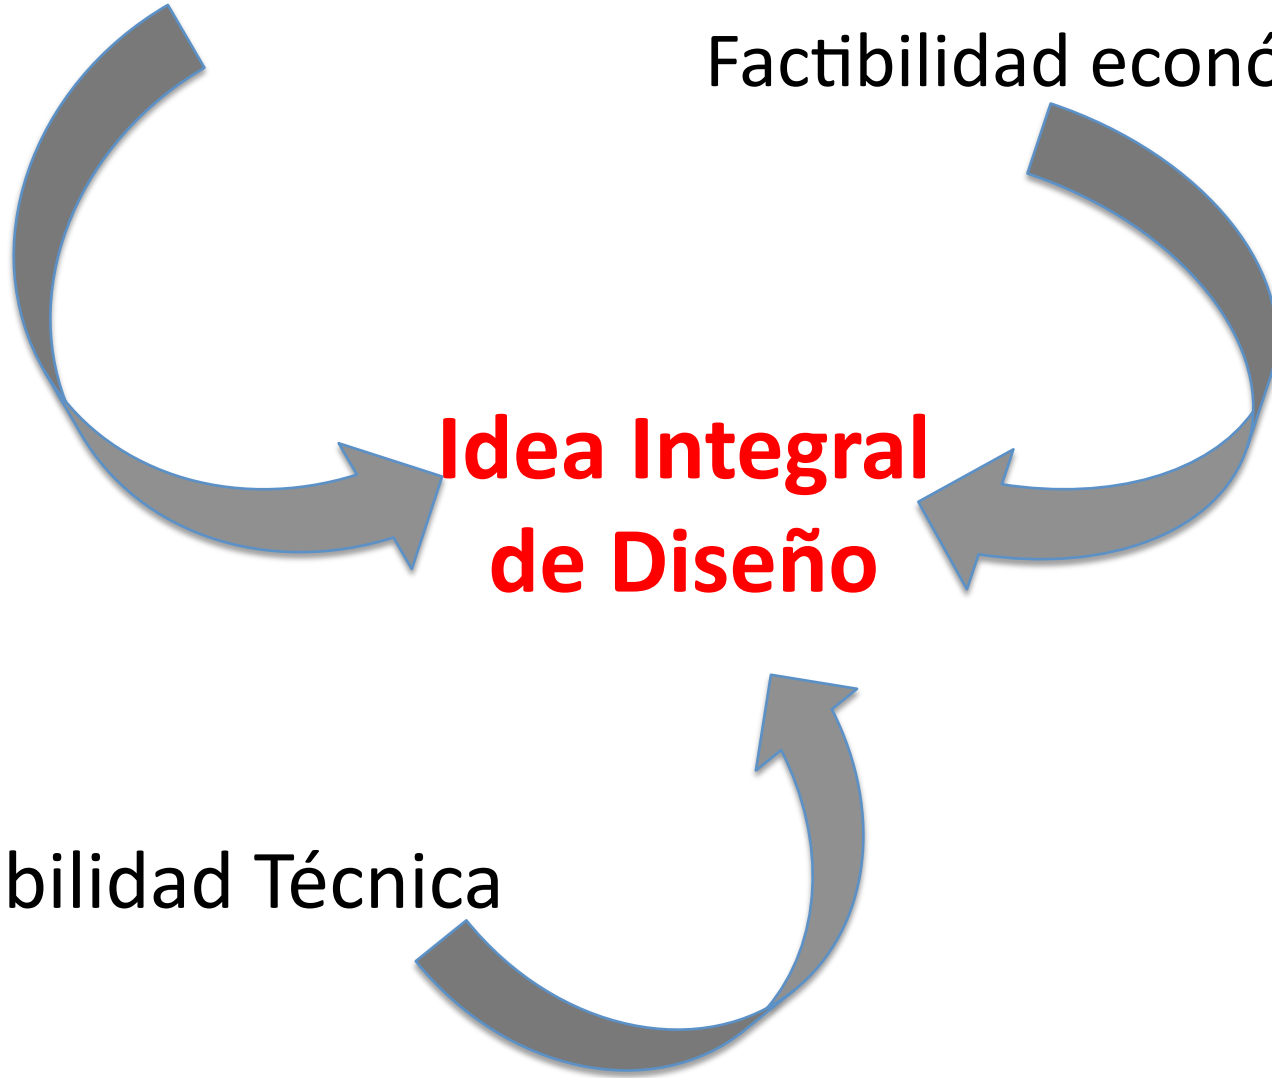 Factibilidad econó
Idea Integral
de Diseño
bilidad Técnica